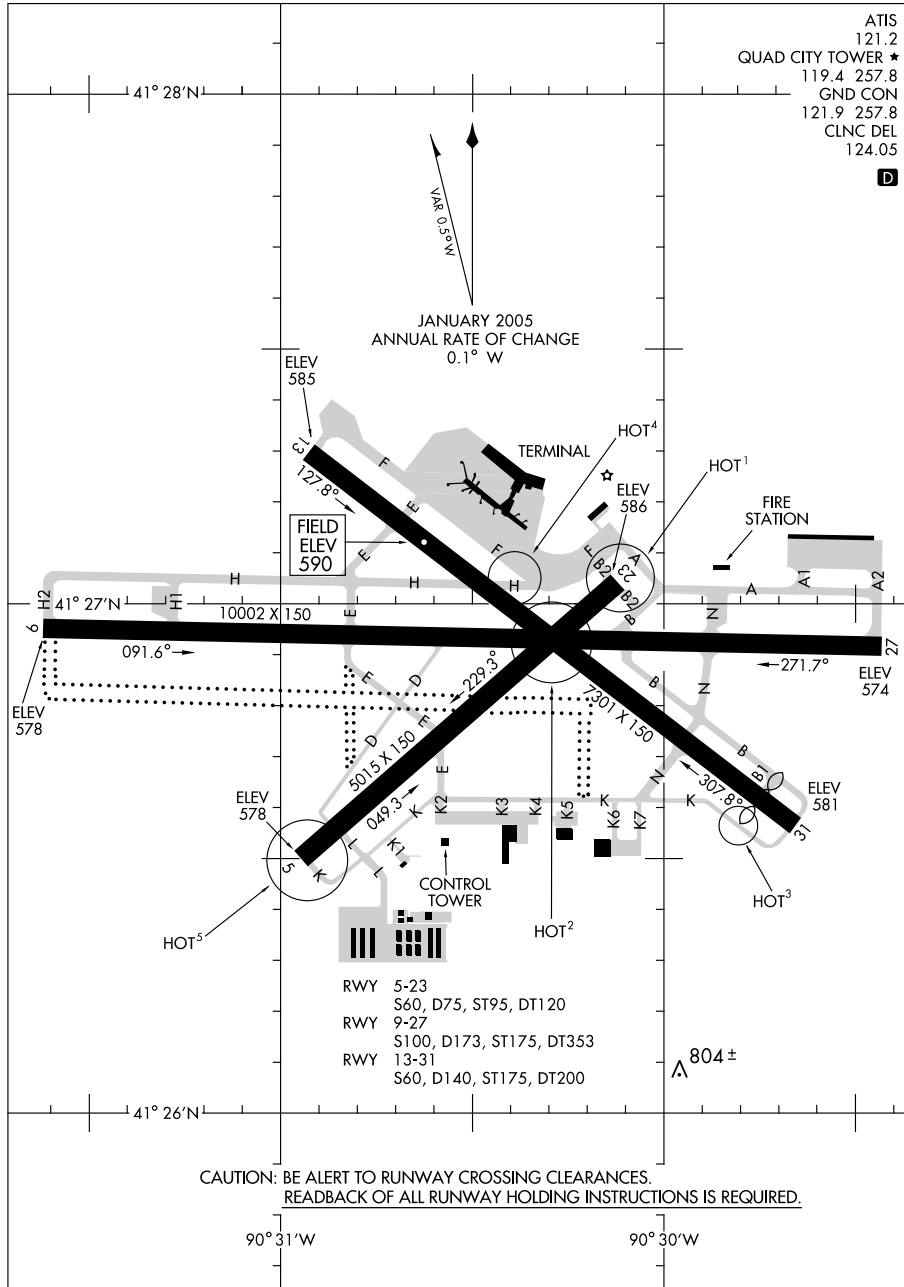 ATIS
121.2
QUAD CITY TOWER ★
119.4 257.8
GND CON
121.9 257.8
CLNC DEL
124.05
D
41° 28'N
VAR 0.5° W
JANUARY 2005
ANNUAL RATE OF CHANGE
0.1° W
ELEV
585
13
127.8°
F
TERMINAL
HOT⁴
HOT¹
ELEV
586
FIRE
STATION
FIELD
ELEV
590
E
E
F
F
A
B2
23
B2
B
H
H
H
A
A1
A2
H2
H1
N
41° 27'N
E
10002 X 150
9
091.6°
27
271.7°
ELEV
574
ELEV
578
229.3°
E
D
E
D
7301 X 150
B
N
B
B1
5015 X 150
E
N
307.8°
ELEV
581
31
ELEV
578
049.3
K
K2
K3
K4
K5
K
K6
K7
K
5
K
L
L
K1
CONTROL
TOWER
HOT³
HOT²
HOT⁵
RWY 5-23
S60, D75, ST95, DT120
RWY 9-27
S100, D173, ST175, DT353
RWY 13-31
S60, D140, ST175, DT200
804 ±
41° 26'N
CAUTION: BE ALERT TO RUNWAY CROSSING CLEARANCES.
READBACK OF ALL RUNWAY HOLDING INSTRUCTIONS IS REQUIRED.
90° 31'W
90° 30'W